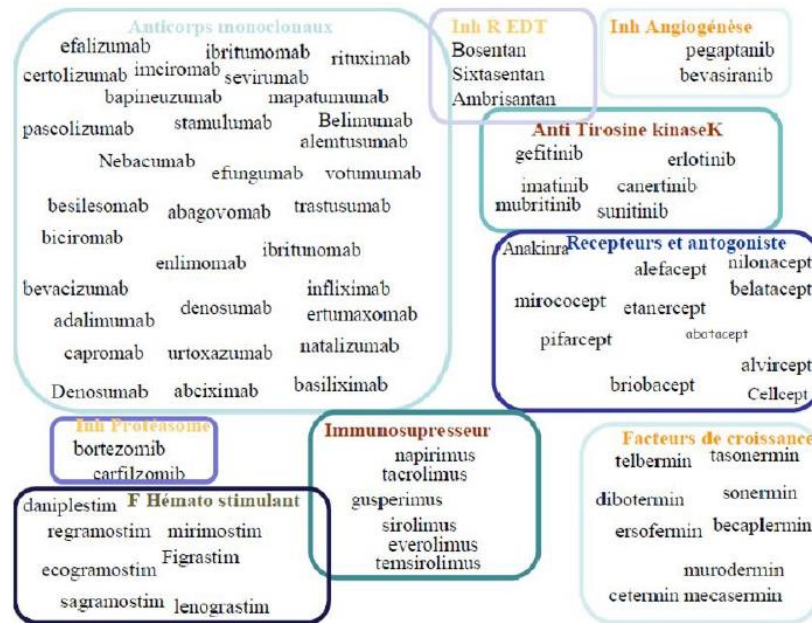 Anticorps monoclonaux
efalizumab
ibritumomab
rituximab
certolizumab
imciromab
sevirumab
bapineuzumab
mapatumumab
pascolizumab
stamulumab
Belimumab
alemtusumab
Nebacumab
efungumab
votumumab
besilesomab
abagovomab
trastusumab
biciromab
ibritunomab
enlimomab
bevacizumab
infliximab
denosumab
adalimumab
ertumaxomab
capromab
urtoxazumab
natalizumab
Denosumab
abciximab
basiliximab
Inh R EDT
Bosentan
Sixtasentan
Ambrisantan
Inh Angiogénèse
pegaptanib
bevasiranib
Anti Tirosine kinaseK
gefitinib
erlotinib
imatinib
canertinib
mubritinib
sunitinib
Recepteurs et antogoniste
Anakinra
alefacept
nilonacept
belatacept
mirococept
etanercept
pifarcept
abatacept
alvircept
briobacept
Cellcept
Inh Protéasome
bortezomib
carfilzomib
F Hémato stimulant
daniplestim
regramostim
mirimostim
Figrastim
ecogramostim
sagramostim
lenograstim
Immunosupresseur
napirimus
tacrolimus
gusperimus
sirolimus
everolimus
temsirolimus
Facteurs de croissance
telbermin
tasonermin
dibotermin
sonermin
ersofermin
becaplermin
murodermin
cetermin
mecasermin